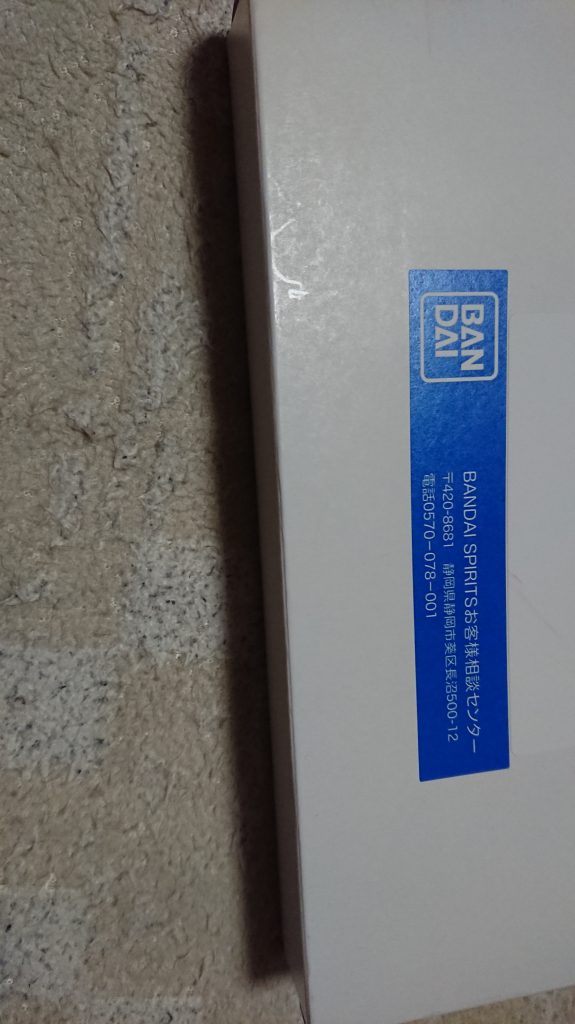 BAN
DAI
BANDAI SPIRITSお客様相談センター
〒420-8681 静岡県静岡市葵区長沼500-12
電話0570-078-001